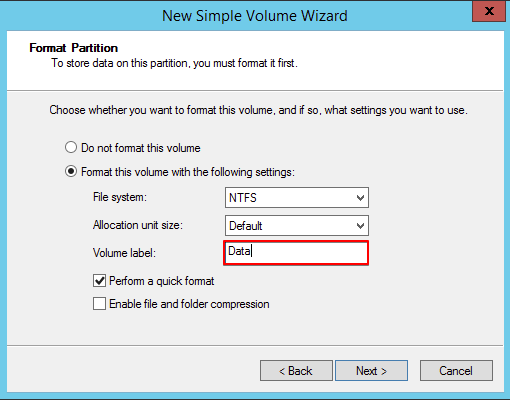 New Simple Volume Wizard
x
Format Partition
To store data on this partition, you must format it first.
Choose whether you want to format this volume, and if so, what settings you want to use.
Do not format this volume
Format this volume with the following settings:
File system: NTFS
Allocation unit size: Default
Volume label: Data
Perform a quick format
Enable file and folder compression
< Back Next > Cancel